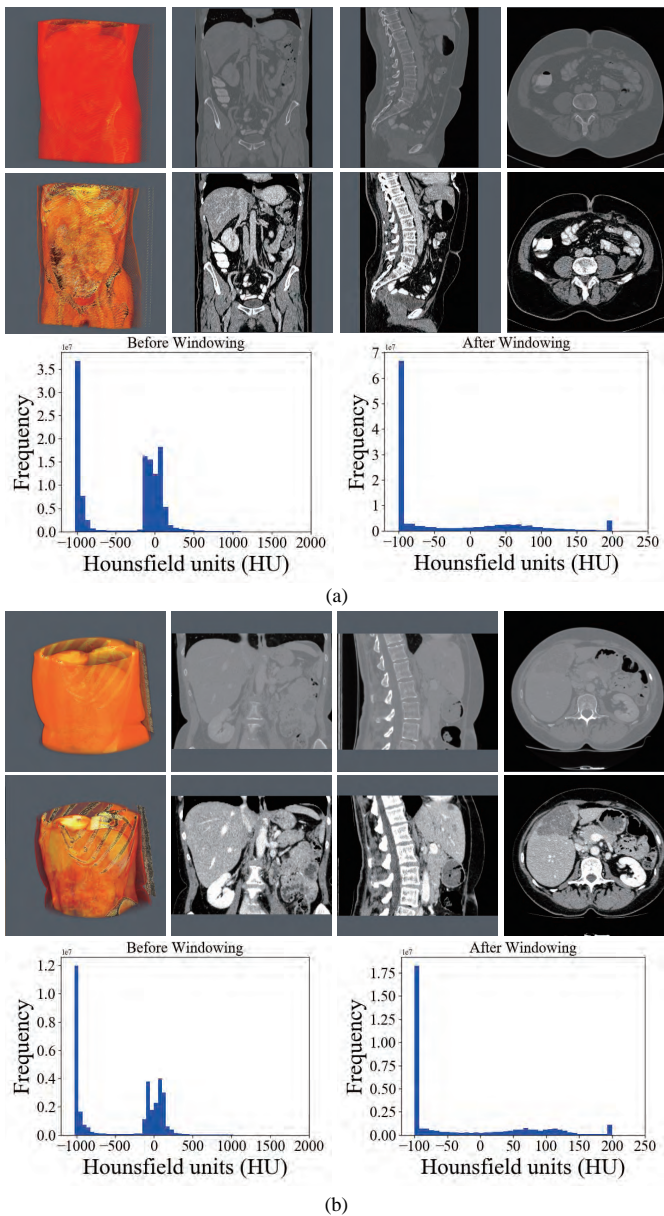 Before Windowing
After Windowing
1e7
1e7
3.5
3.0
2.5
2.0
1.5
1.0
0.5
0.0
Frequency
7
6
5
4
3
2
1
0
Frequency
−1000 −500 0 500 1000 1500 2000
−100 −50 0 50 100 150 200 250
Hounsfield units (HU)
Hounsfield units (HU)
(a)
Before Windowing
After Windowing
1e7
1e7
1.2
1.0
0.8
0.6
0.4
0.2
0.0
Frequency
1.75
1.50
1.25
1.00
0.75
0.50
0.25
0.00
Frequency
−1000 −500 0 500 1000 1500 2000
−100 −50 0 50 100 150 200 250
Hounsfield units (HU)
Hounsfield units (HU)
(b)